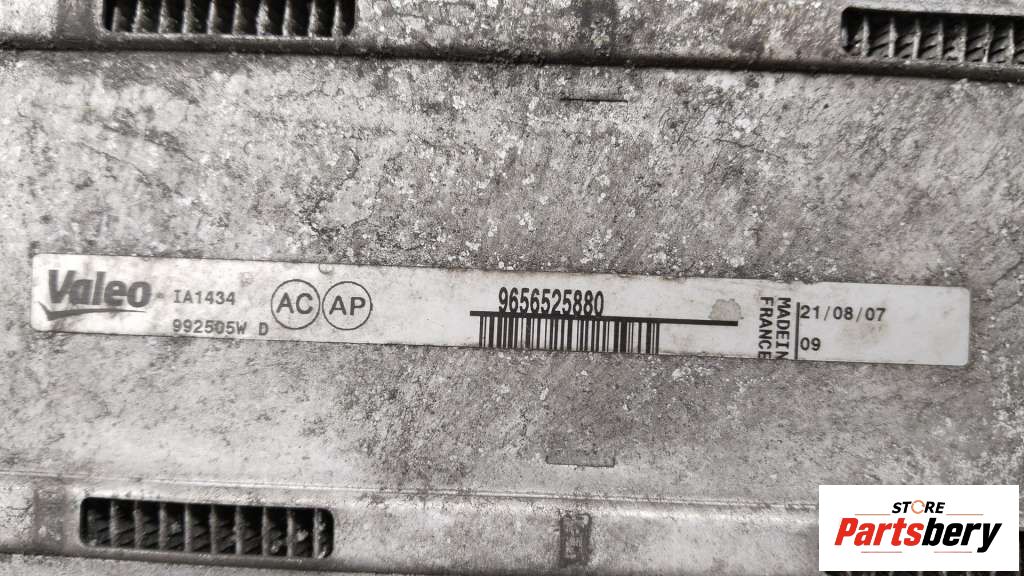 Valeo
IA1434
992505W D
AC
AP
9656525880
MADE IN
FRANCE
21/08/07
09
STORE
Partsbery